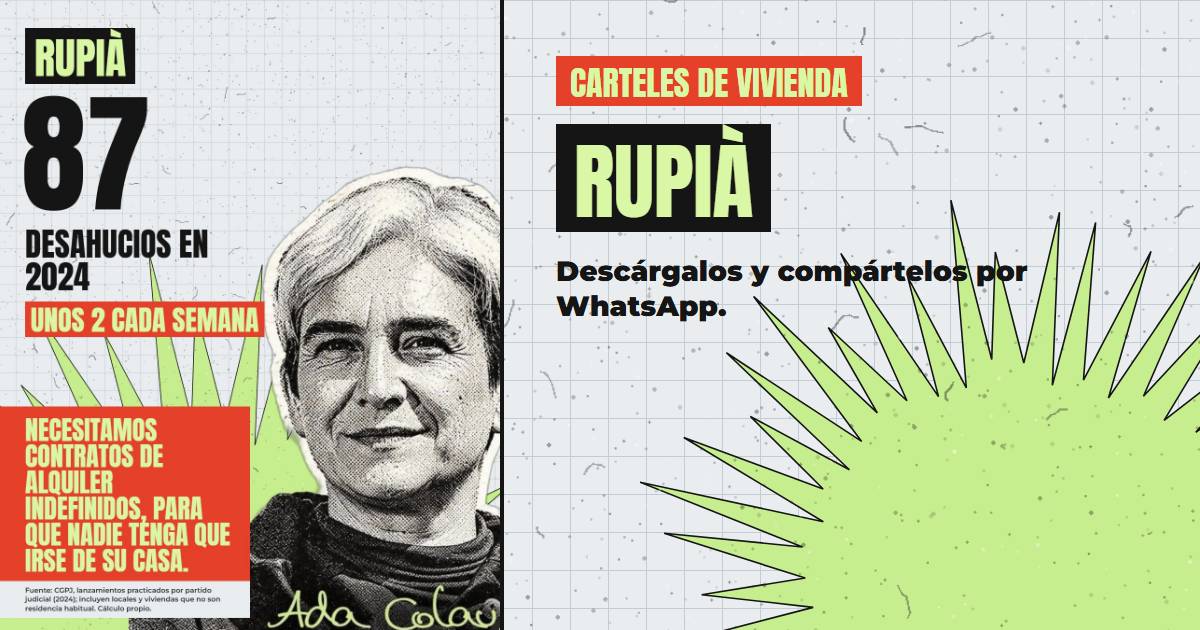 RUPIÀ
87
DESAHUCIOS EN
2024
UNOS 2 CADA SEMANA
NECESITAMOS
CONTRATOS DE
ALQUILER
INDEFINIDOS, PARA
QUE NADIE TENGA QUE
IRSE DE SU CASA.
Fuente: CGPJ, lanzamientos practicados por partido
judicial (2024); incluyen locales y viviendas que no son
residencia habitual. Cálculo propio.
Ada Colau
CARTELES DE VIVIENDA
RUPIÀ
Descárgalos y compártelos por
WhatsApp.